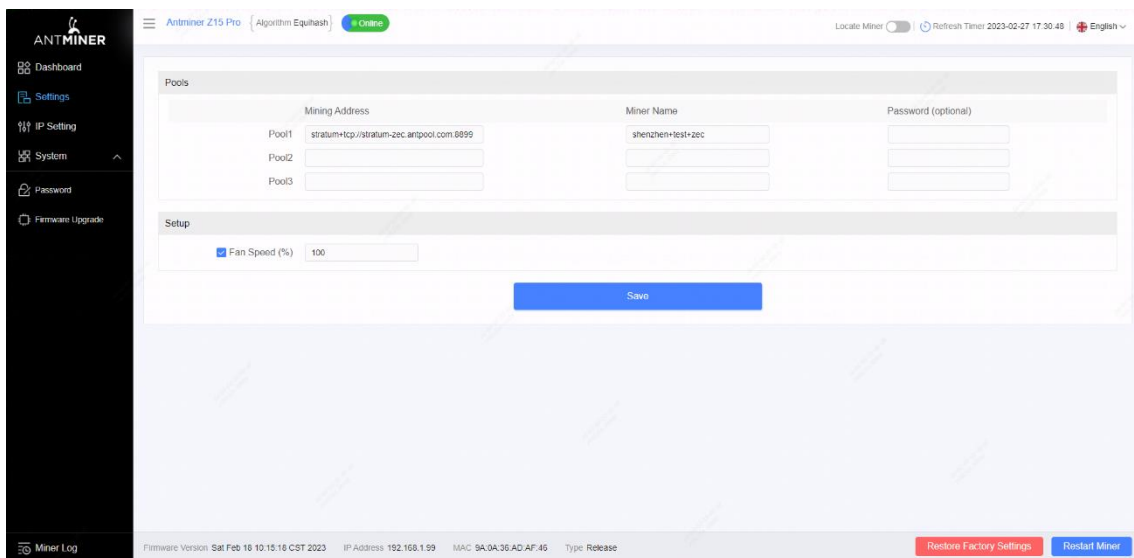 ANTMINER
Antminer Z15 Pro {Algorithm Equihash} Online
Locate Miner Refresh Timer 2023-02-27 17:30:48 English
Dashboard
Settings
IP Setting
System
Password
Firmware Upgrade
Pools
Mining Address Miner Name Password (optional)
Pool1 stratum+tcp://stratum-zec.antpool.com:8899 shenzhen+test+zec
Pool2
Pool3
Setup
Fan Speed (%) 100
Save
Miner Log
Firmware Version Sat Feb 18 10:15:18 CST 2023 IP Address 192.168.1.99 MAC 9A:0A:36:AD:AF:46 Type Release
Restore Factory Settings
Restart Miner